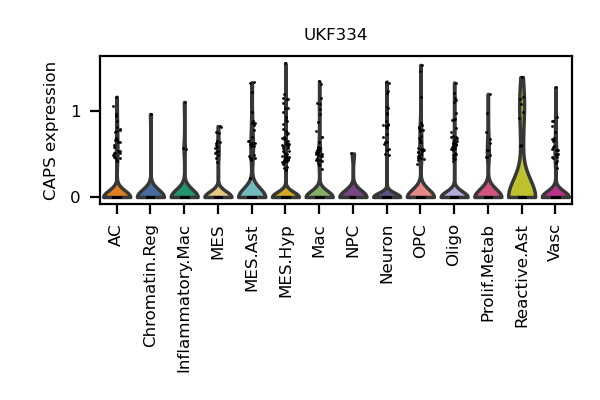 UKF334
CAPS expression
1
0
AC
Chromatin.Reg
Inflammatory.Mac
MES
MES.Ast
MES.Hyp
Mac
NPC
Neuron
OPC
Oligo
Prolif.Metab
Reactive.Ast
Vasc